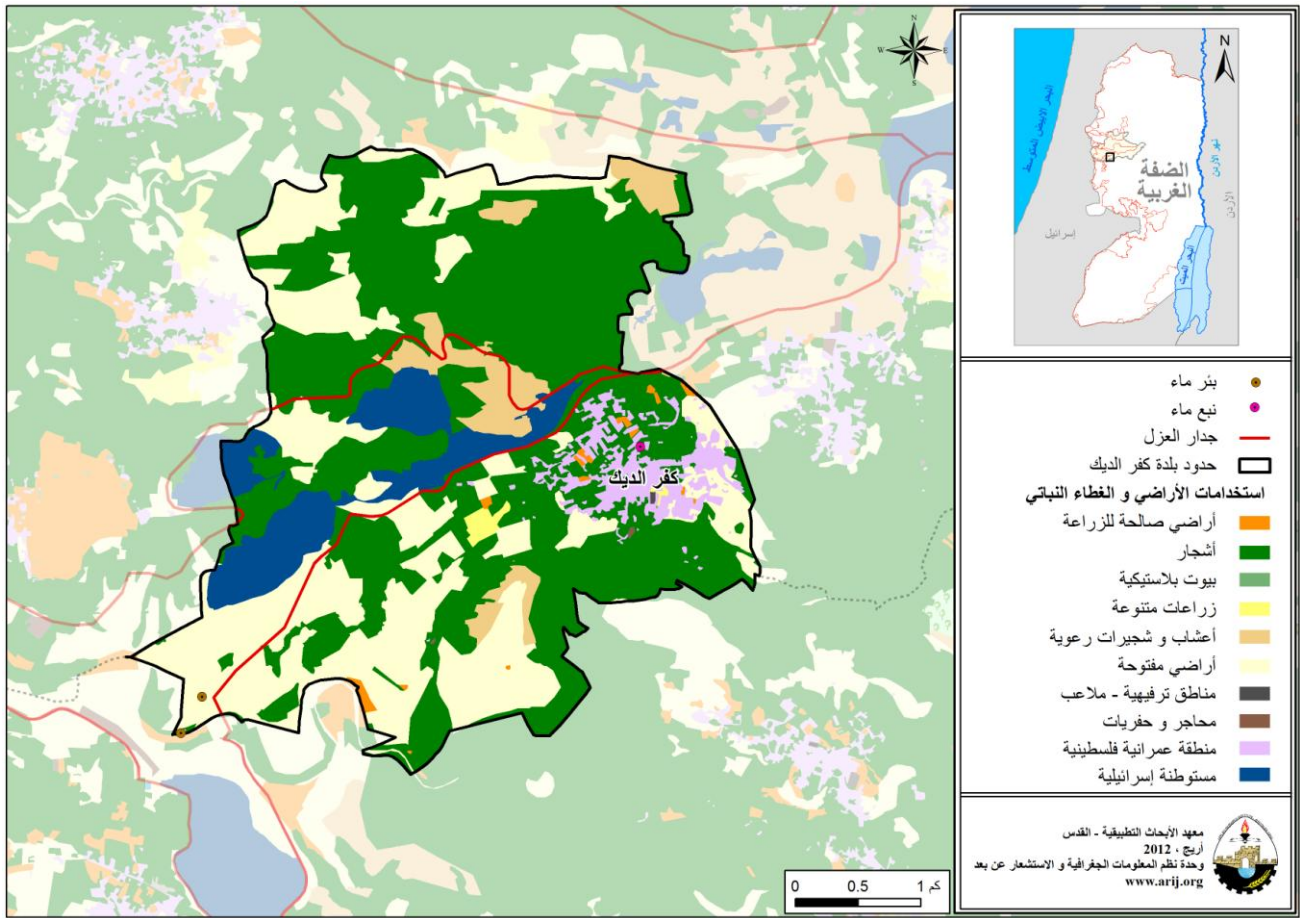 N
W
E
S
كفر الديك
0
0.5
1 كم
N
البحر الابيض المتوسط
الضفة
الغربية
نهر الأردن
الأردن
إسرائيل
البحر الميت
بئر ماء
نبع ماء
جدار العزل
حدود بلدة كفر الديك
استخدامات الأراضي و الغطاء النباتي
أراضي صالحة للزراعة
أشجار
بيوت بلاستيكية
زراعات متنوعة
أعشاب و شجيرات رعوية
أراضي مفتوحة
مناطق ترفيهية - ملاعب
محاجر و حفريات
منطقة عمرانية فلسطينية
مستوطنة إسرائيلية
معهد الأبحاث التطبيقية - القدس
أريج ، 2012
وحدة نظم المعلومات الجغرافية و الاستشعار عن بعد
www.arij.org